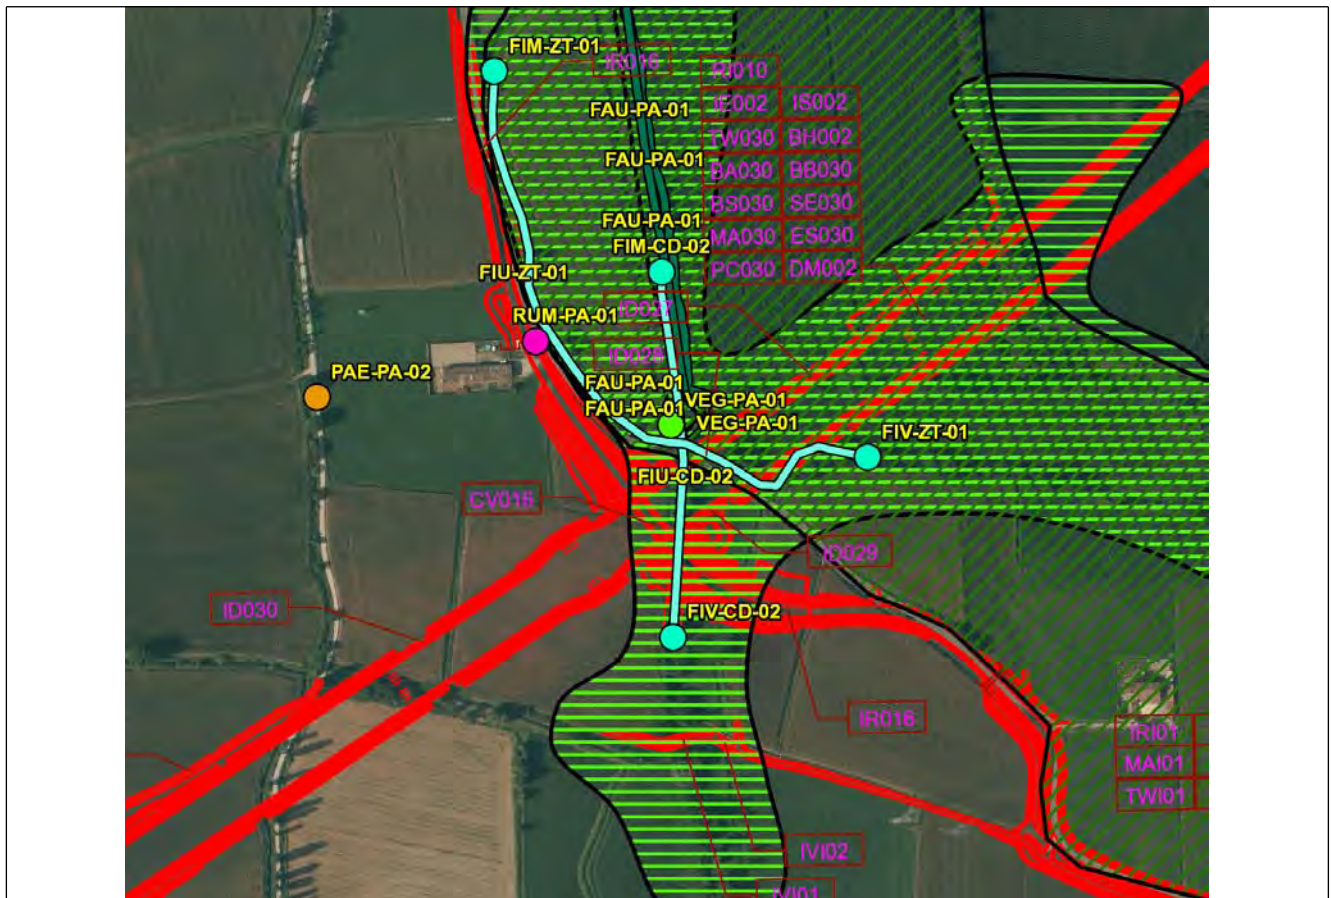 FIM-ZT-01
IR016
RI010
IE002 IS002
FAU-PA-01
TW030 BH002
FAU-PA-01
BA030 BB030
BS030 SE030
FAU-PA-01
MA030 ES030
FIM-CD-02
PC030 DM002
FIU-ZT-01
ID027
RUM-PA-01
ID028
PAE-PA-02
FAU-PA-01
VEG-PA-01
FAU-PA-01
VEG-PA-01
FIV-ZT-01
FIU-CD-02
CV016
ID029
ID030
FIV-CD-02
IR016
IRI01
MAI01
TWI01
IVI02
IVI01